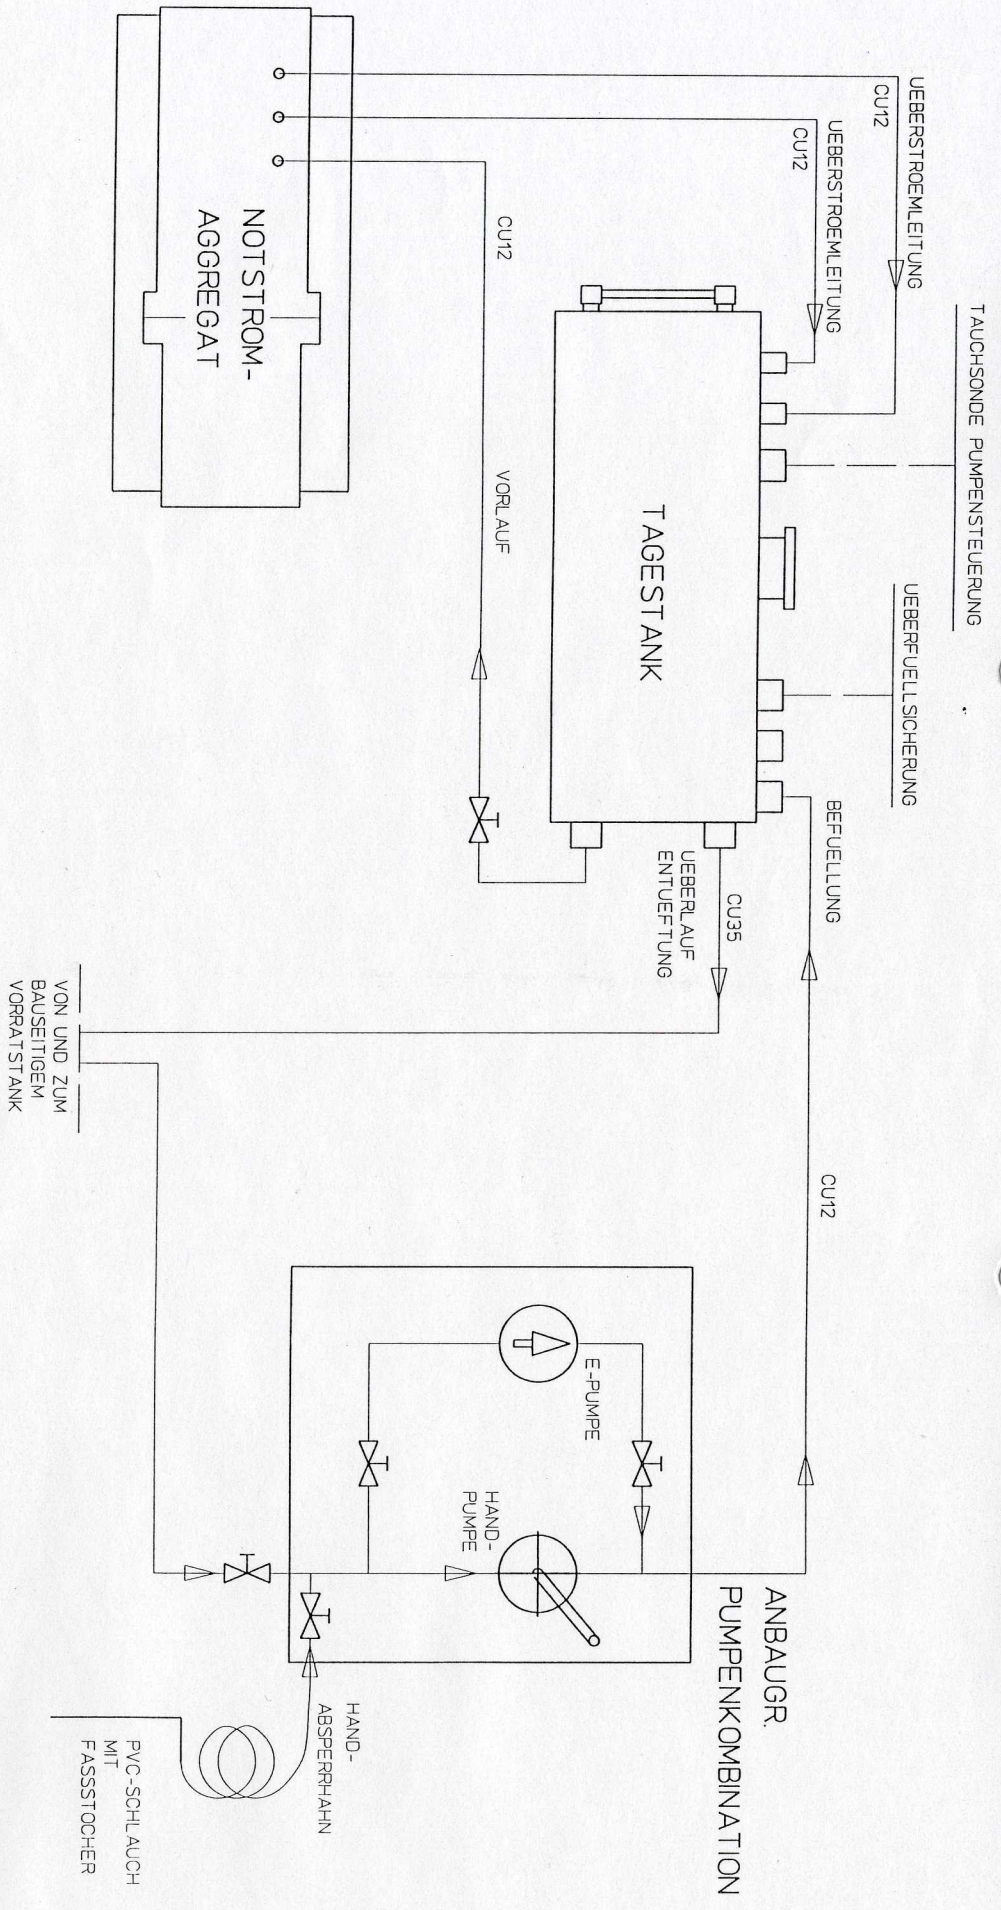 UEBERSTROEMLEITUNG
CU12
UEBERSTROEMLEITUNG
CU12
CU12
NOTSTROM-
AGGREGAT
TAUCHSONDE PUMPENSTEUERUNG
UEBERFUELLSICHERUNG
TAGESTANK
VORLAUF
BEFUELLUNG
UEBERLAUF
ENTUEFTUNG
CU35
VON UND ZUM
BAUSEITIGEM
VORRATSTANK
CU12
E-PUMPE
HAND-
PUMPE
ANBAUGR.
PUMPENKOMBINATION
HAND-
ABSPERRHAHN
PVC-SCHLAUCH
MIT
FASSSTOCHER